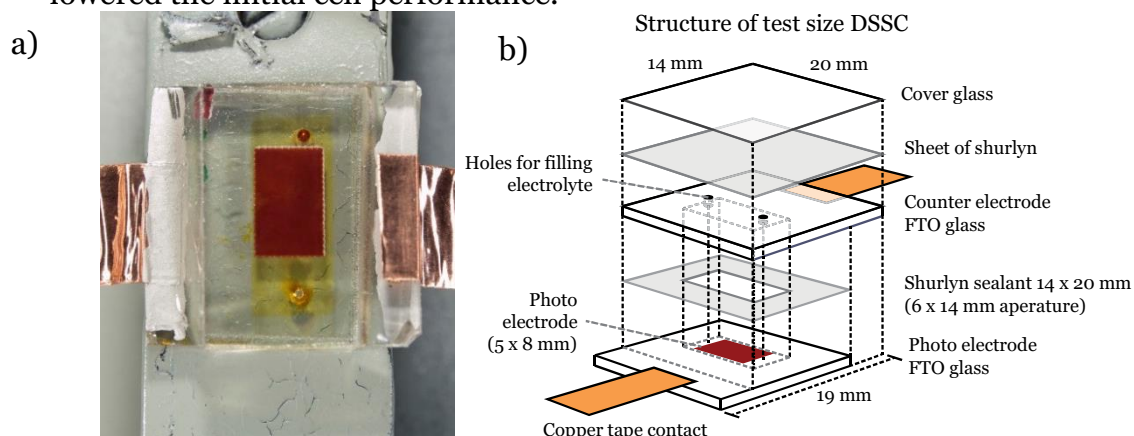 lowered the initial cell performance.
a)
b)
Structure of test size DSSC
14 mm
20 mm
Cover glass
Sheet of shurlyn
Holes for filling
electrolyte
Counter electrode
FTO glass
Shurlyn sealant 14 x 20 mm
(6 x 14 mm aperature)
Photo
electrode
(5 x 8 mm)
Photo electrode
FTO glass
19 mm
Copper tape contact